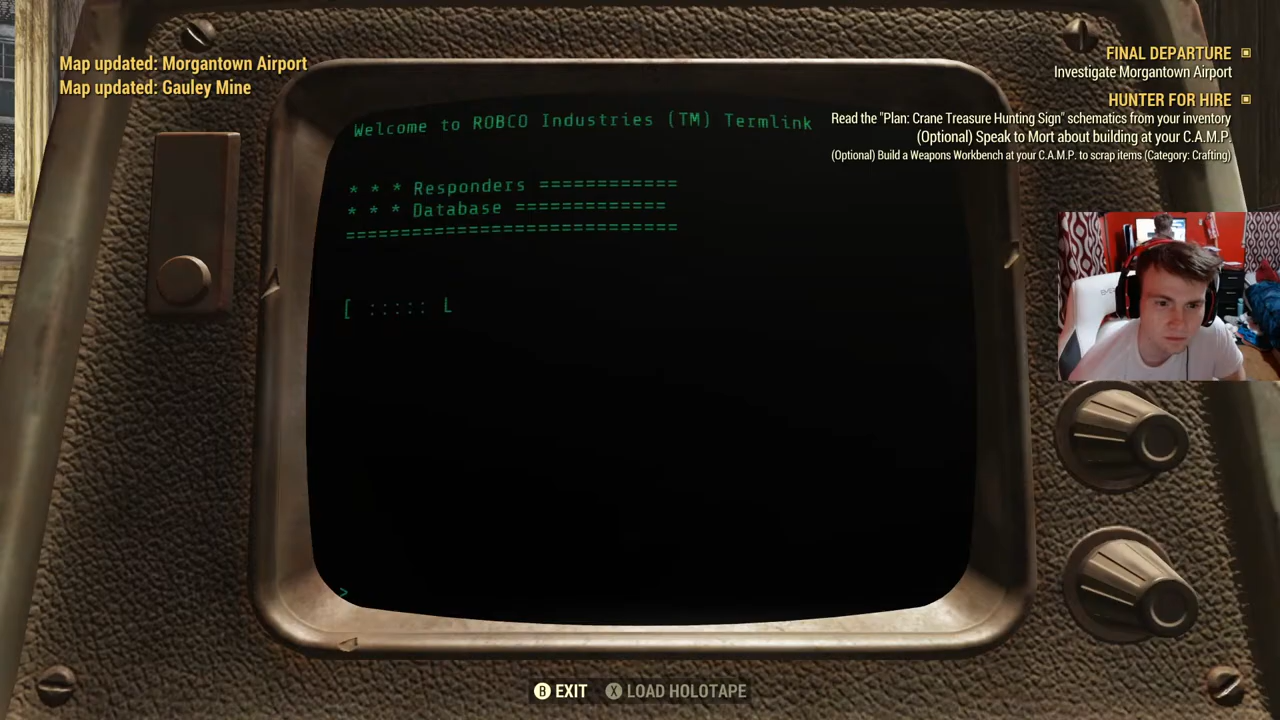 Map updated: Morgantown Airport
Map updated: Gauley Mine
FINAL DEPARTURE
Investigate Morgantown Airport
HUNTER FOR HIRE
Read the "Plan: Crane Treasure Hunting Sign" schematics from your inventory
(Optional) Speak to Mort about building at your C.A.M.P.
(Optional) Build a Weapons Workbench at your C.A.M.P. to scrap items (Category: Crafting)
Welcome to ROBCO Industries (TM) Termlink
* * * Responders ============
* * * Database =============
===========================
[ ::::: L
>
B EXIT X LOAD HOLOTAPE